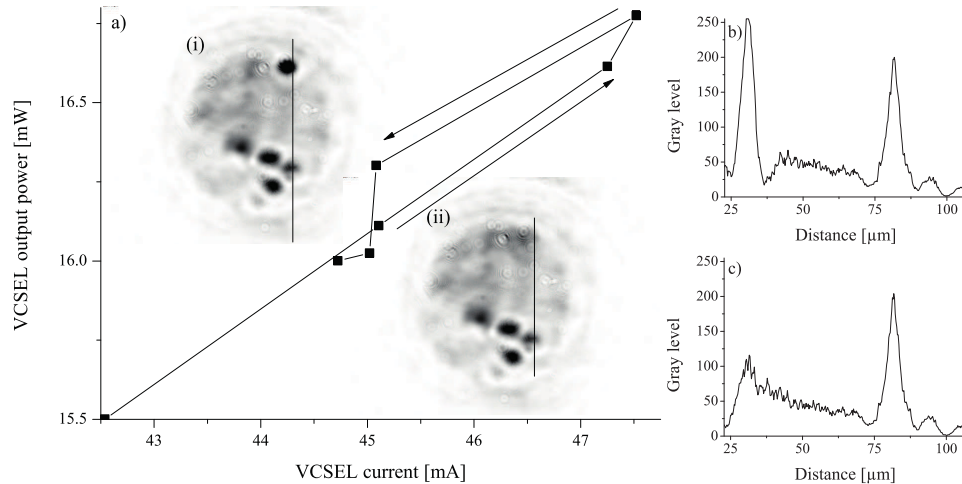 a)
(i)
(ii)
VCSEL output power [mW]
16.5
16.0
15.5
43 44 45 46 47
VCSEL current [mA]
b)
Gray level
250
200
150
100
50
0
25 50 75 100
Distance [µm]
c)
Gray level
250
200
150
100
50
0
25 50 75 100
Distance [µm]